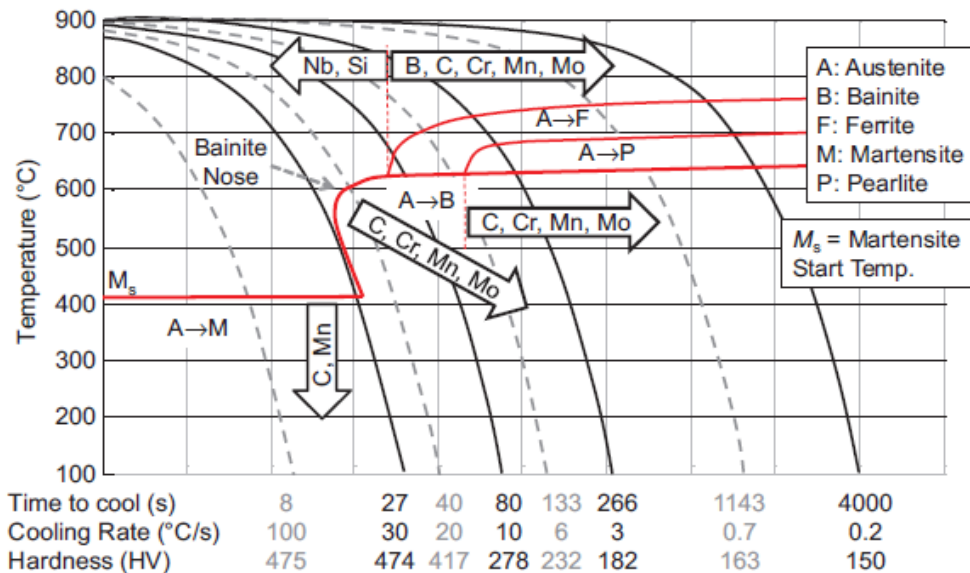 900
800
700
600
500
400
300
200
100
Temperature (°C)
Nb, Si
B, C, Cr, Mn, Mo
A: Austenite
B: Bainite
F: Ferrite
M: Martensite
P: Pearlite
A→F
A→P
Bainite
Nose
A→B
C, Cr, Mn, Mo
C, Cr, Mn, Mo
Ms = Martensite
Start Temp.
Ms
A→M
C, Mn
Time to cool (s) 8 27 40 80 133 266 1143 4000
Cooling Rate (°C/s) 100 30 20 10 6 3 0.7 0.2
Hardness (HV) 475 474 417 278 232 182 163 150